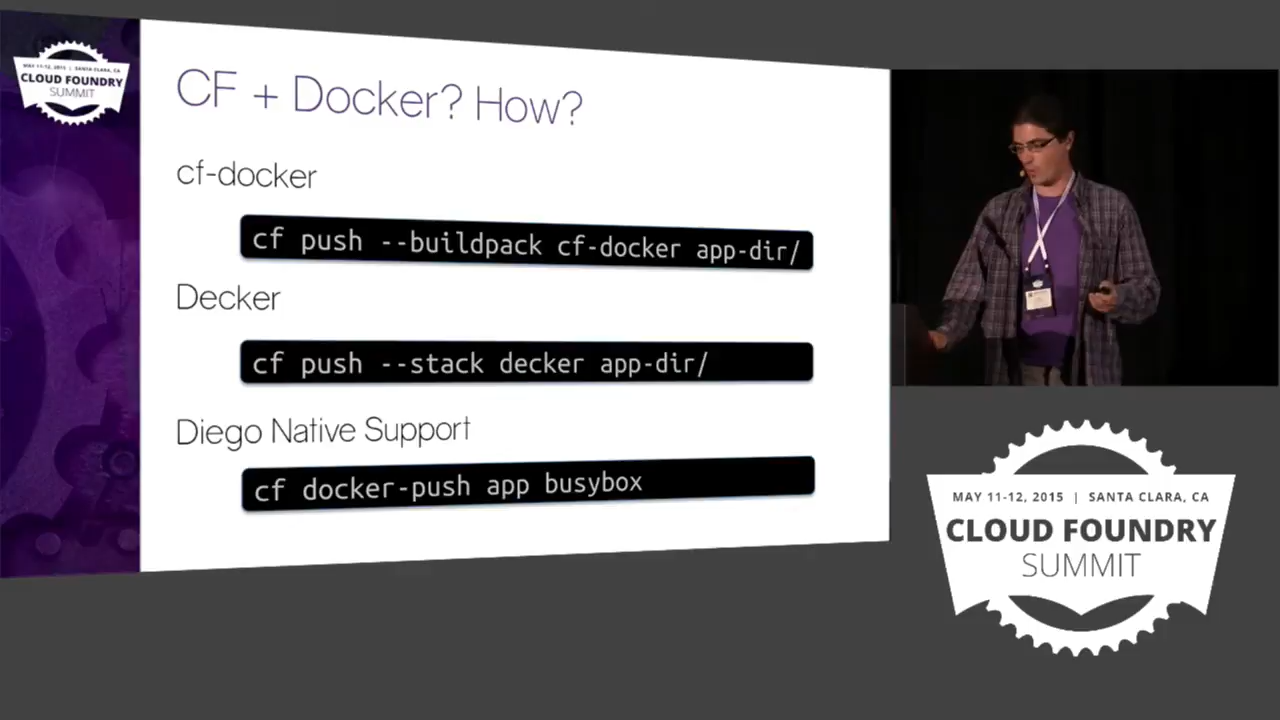 MAY 11-12, 2015 | SANTA CLARA, CA
CLOUD FOUNDRY
SUMMIT
CF + Docker? How?
cf-docker
cf push --buildpack cf-docker app-dir/
Decker
cf push --stack decker app-dir/
Diego Native Support
cf docker-push app busybox
MAY 11-12, 2015 | SANTA CLARA, CA
CLOUD FOUNDRY
SUMMIT